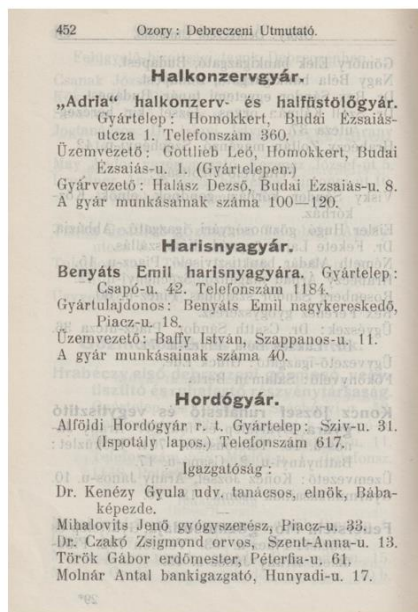 452 Ozory: Debreczeni Utmutató.
Halkonzervgyár.
„Adria“ halkonzerv- és halfüstölőgyár.
Gyártelep: Homokkert, Budai Ézsaiás-
utcza 1. Telefonszám 360.
Üzemvezető: Gottlieb Leó, Homokkert, Budai
Ézsaiás-u. 1. (Gyártelepen.)
Gyárvezető: Halász Dezső, Budai Ézsaiás-u. 8.
A gyár munkásainak száma 100—120.
Harisnyagyár.
Benyáts Emil harisnyagyára. Gyártelep:
Csapó-u. 42. Telefonszám 1184.
Gyártulajdonos: Benyáts Emil nagykereskedő,
Piacz-u. 18.
Üzemvezető: Baffy István, Szappanos-u. 11.
A gyár munkásainak száma 40.
Hordógyár.
Alföldi Hordógyár r. t. Gyártelep: Sziv-u. 31.
(Ispotály lapos.) Telefonszám 617.
Igazgatóság:
Dr. Kenézy Gyula udv. tanácsos, elnök, Bába-
képezde.
Mihalovits Jenő gyógyszerész, Piacz-u. 33.
Dr. Czakó Zsigmond orvos, Szent-Anna-u. 13.
Török Gábor erdőmester, Péterfia-u. 61.
Molnár Antal bankigazgató, Hunyadi-u. 17.